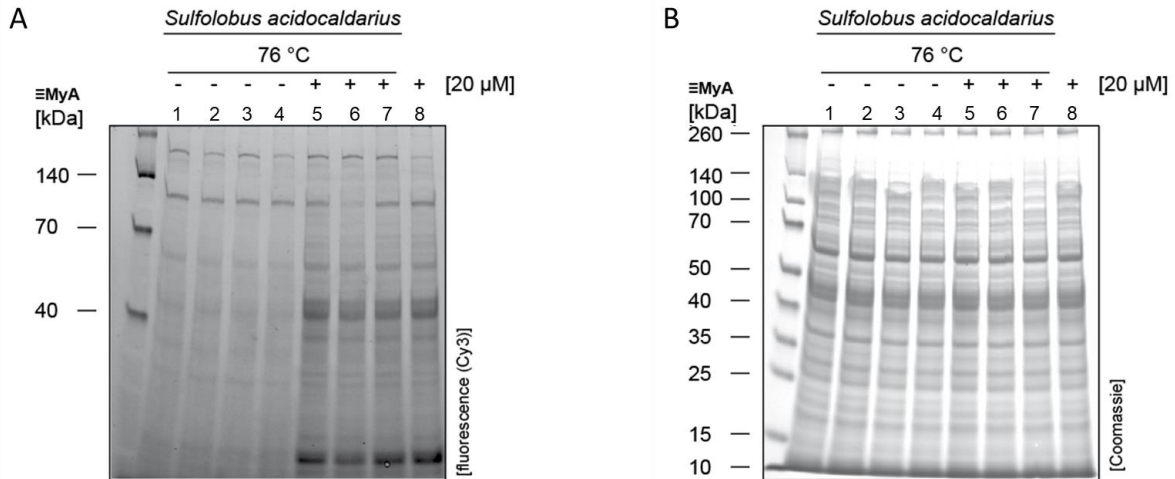 A
Sulfolobus acidocaldarius
76 °C
- - - - + + + + [20 µM]
≡MyA
[kDa] 1 2 3 4 5 6 7 8
140
70
40
[fluorescence (Cy3)]
B
Sulfolobus acidocaldarius
76 °C
- - - - + + + + [20 µM]
≡MyA
[kDa] 1 2 3 4 5 6 7 8
260
140
100
70
50
40
35
25
15
10
[Coomassie]